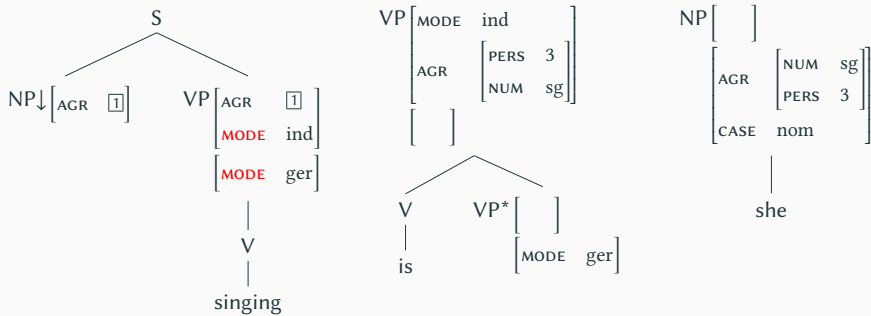 S
NP↓ [AGR 1]
VP [AGR 1
MODE ind]
[MODE ger]
V
singing
VP [MODE ind
AGR [PERS 3
NUM sg]]
[ ]
V
is
VP* [ ]
[MODE ger]
NP [ ]
[AGR [NUM sg
PERS 3]
CASE nom]
she